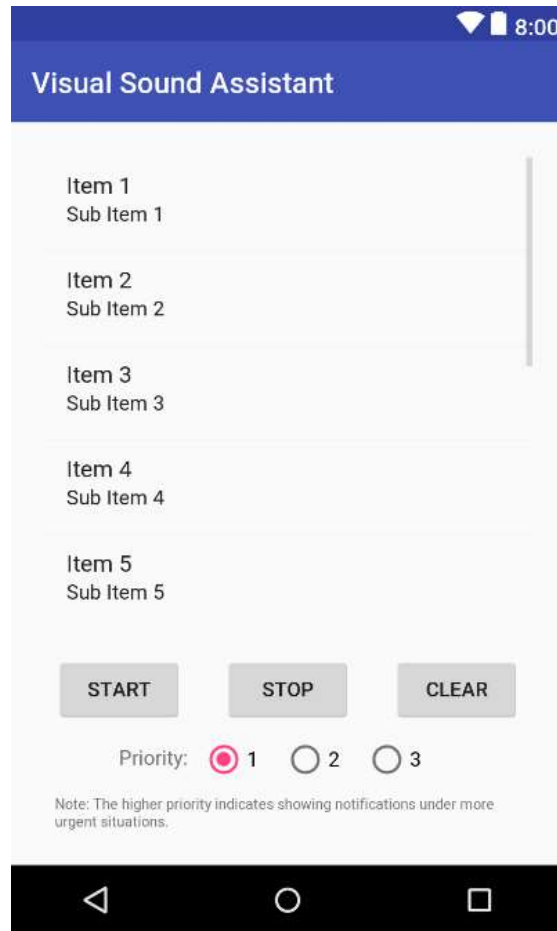 8:00
Visual Sound Assistant
Item 1
Sub Item 1
Item 2
Sub Item 2
Item 3
Sub Item 3
Item 4
Sub Item 4
Item 5
Sub Item 5
START STOP CLEAR
Priority: 1 2 3
Note: The higher priority indicates showing notifications under more
urgent situations.